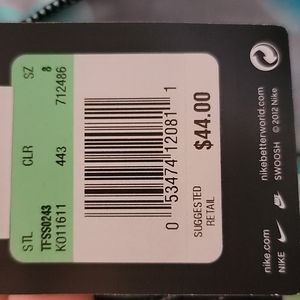 STL CLR SZ
TFSS0243 443 8
K011611 712486
0 53474 12081 1
SUGGESTED
RETAIL
$44.00
nike.com
NIKE
SWOOSH
nikebetterworld.com
© 2012 Nike